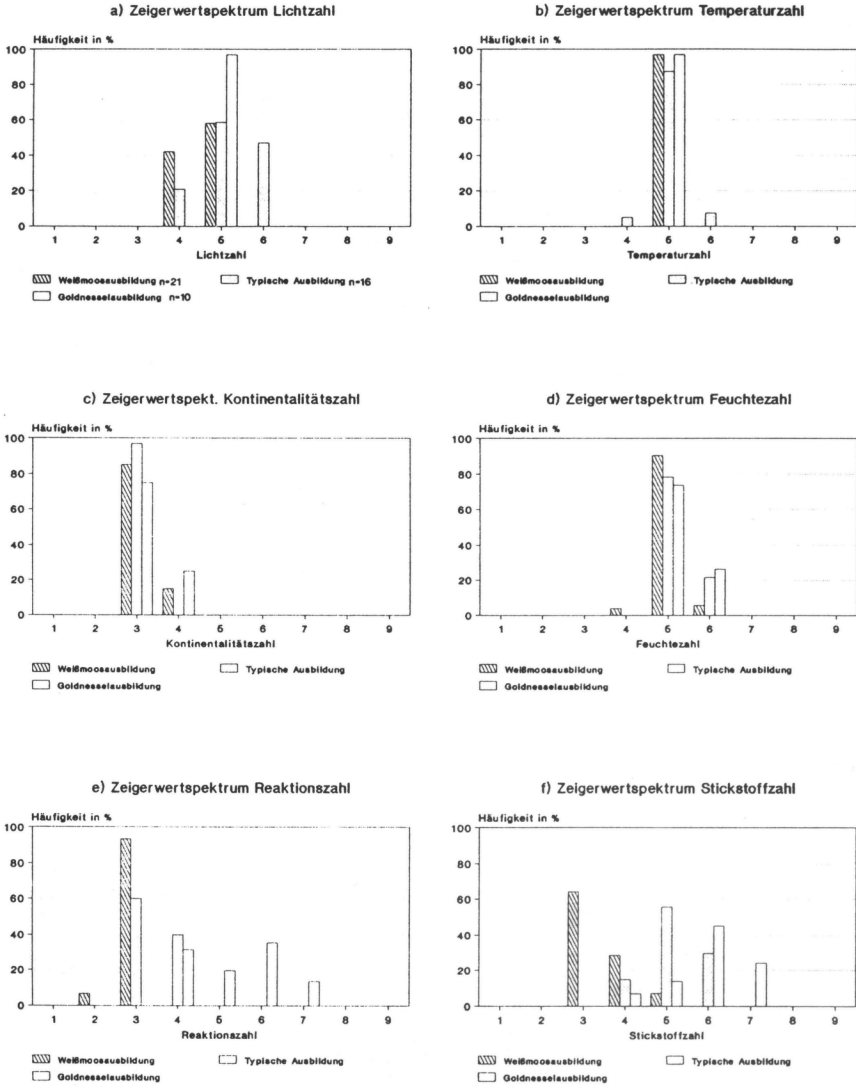 a) Zeigerwertspektrum Lichtzahl
Häufigkeit in %
100
80
60
40
20
0
1 2 3 4 5 6 7 8 9
Lichtzahl
Weißmoosausbildung n=21 Typische Ausbildung n=16
Goldnesselausbildung n=10
b) Zeigerwertspektrum Temperaturzahl
Häufigkeit in %
100
80
60
40
20
0
1 2 3 4 5 6 7 8 9
Temperaturzahl
Weißmoosausbildung Typische Ausbildung
Goldnesselausbildung
c) Zeigerwertspekt. Kontinentalitätszahl
Häufigkeit in %
100
80
60
40
20
0
1 2 3 4 5 6 7 8 9
Kontinentalitätszahl
Weißmoosausbildung Typische Ausbildung
Goldnesselausbildung
d) Zeigerwertspektrum Feuchtezahl
Häufigkeit in %
100
80
60
40
20
0
1 2 3 4 5 6 7 8 9
Feuchtezahl
Weißmoosausbildung Typische Ausbildung
Goldnesselausbildung
e) Zeigerwertspektrum Reaktionszahl
Häufigkeit in %
100
80
60
40
20
0
1 2 3 4 5 6 7 8 9
Reaktionszahl
Weißmoosausbildung Typische Ausbildung
Goldnesselausbildung
f) Zeigerwertspektrum Stickstoffzahl
Häufigkeit in %
100
80
60
40
20
0
1 2 3 4 5 6 7 8 9
Stickstoffzahl
Weißmoosausbildung Typische Ausbildung
Goldnesselausbildung